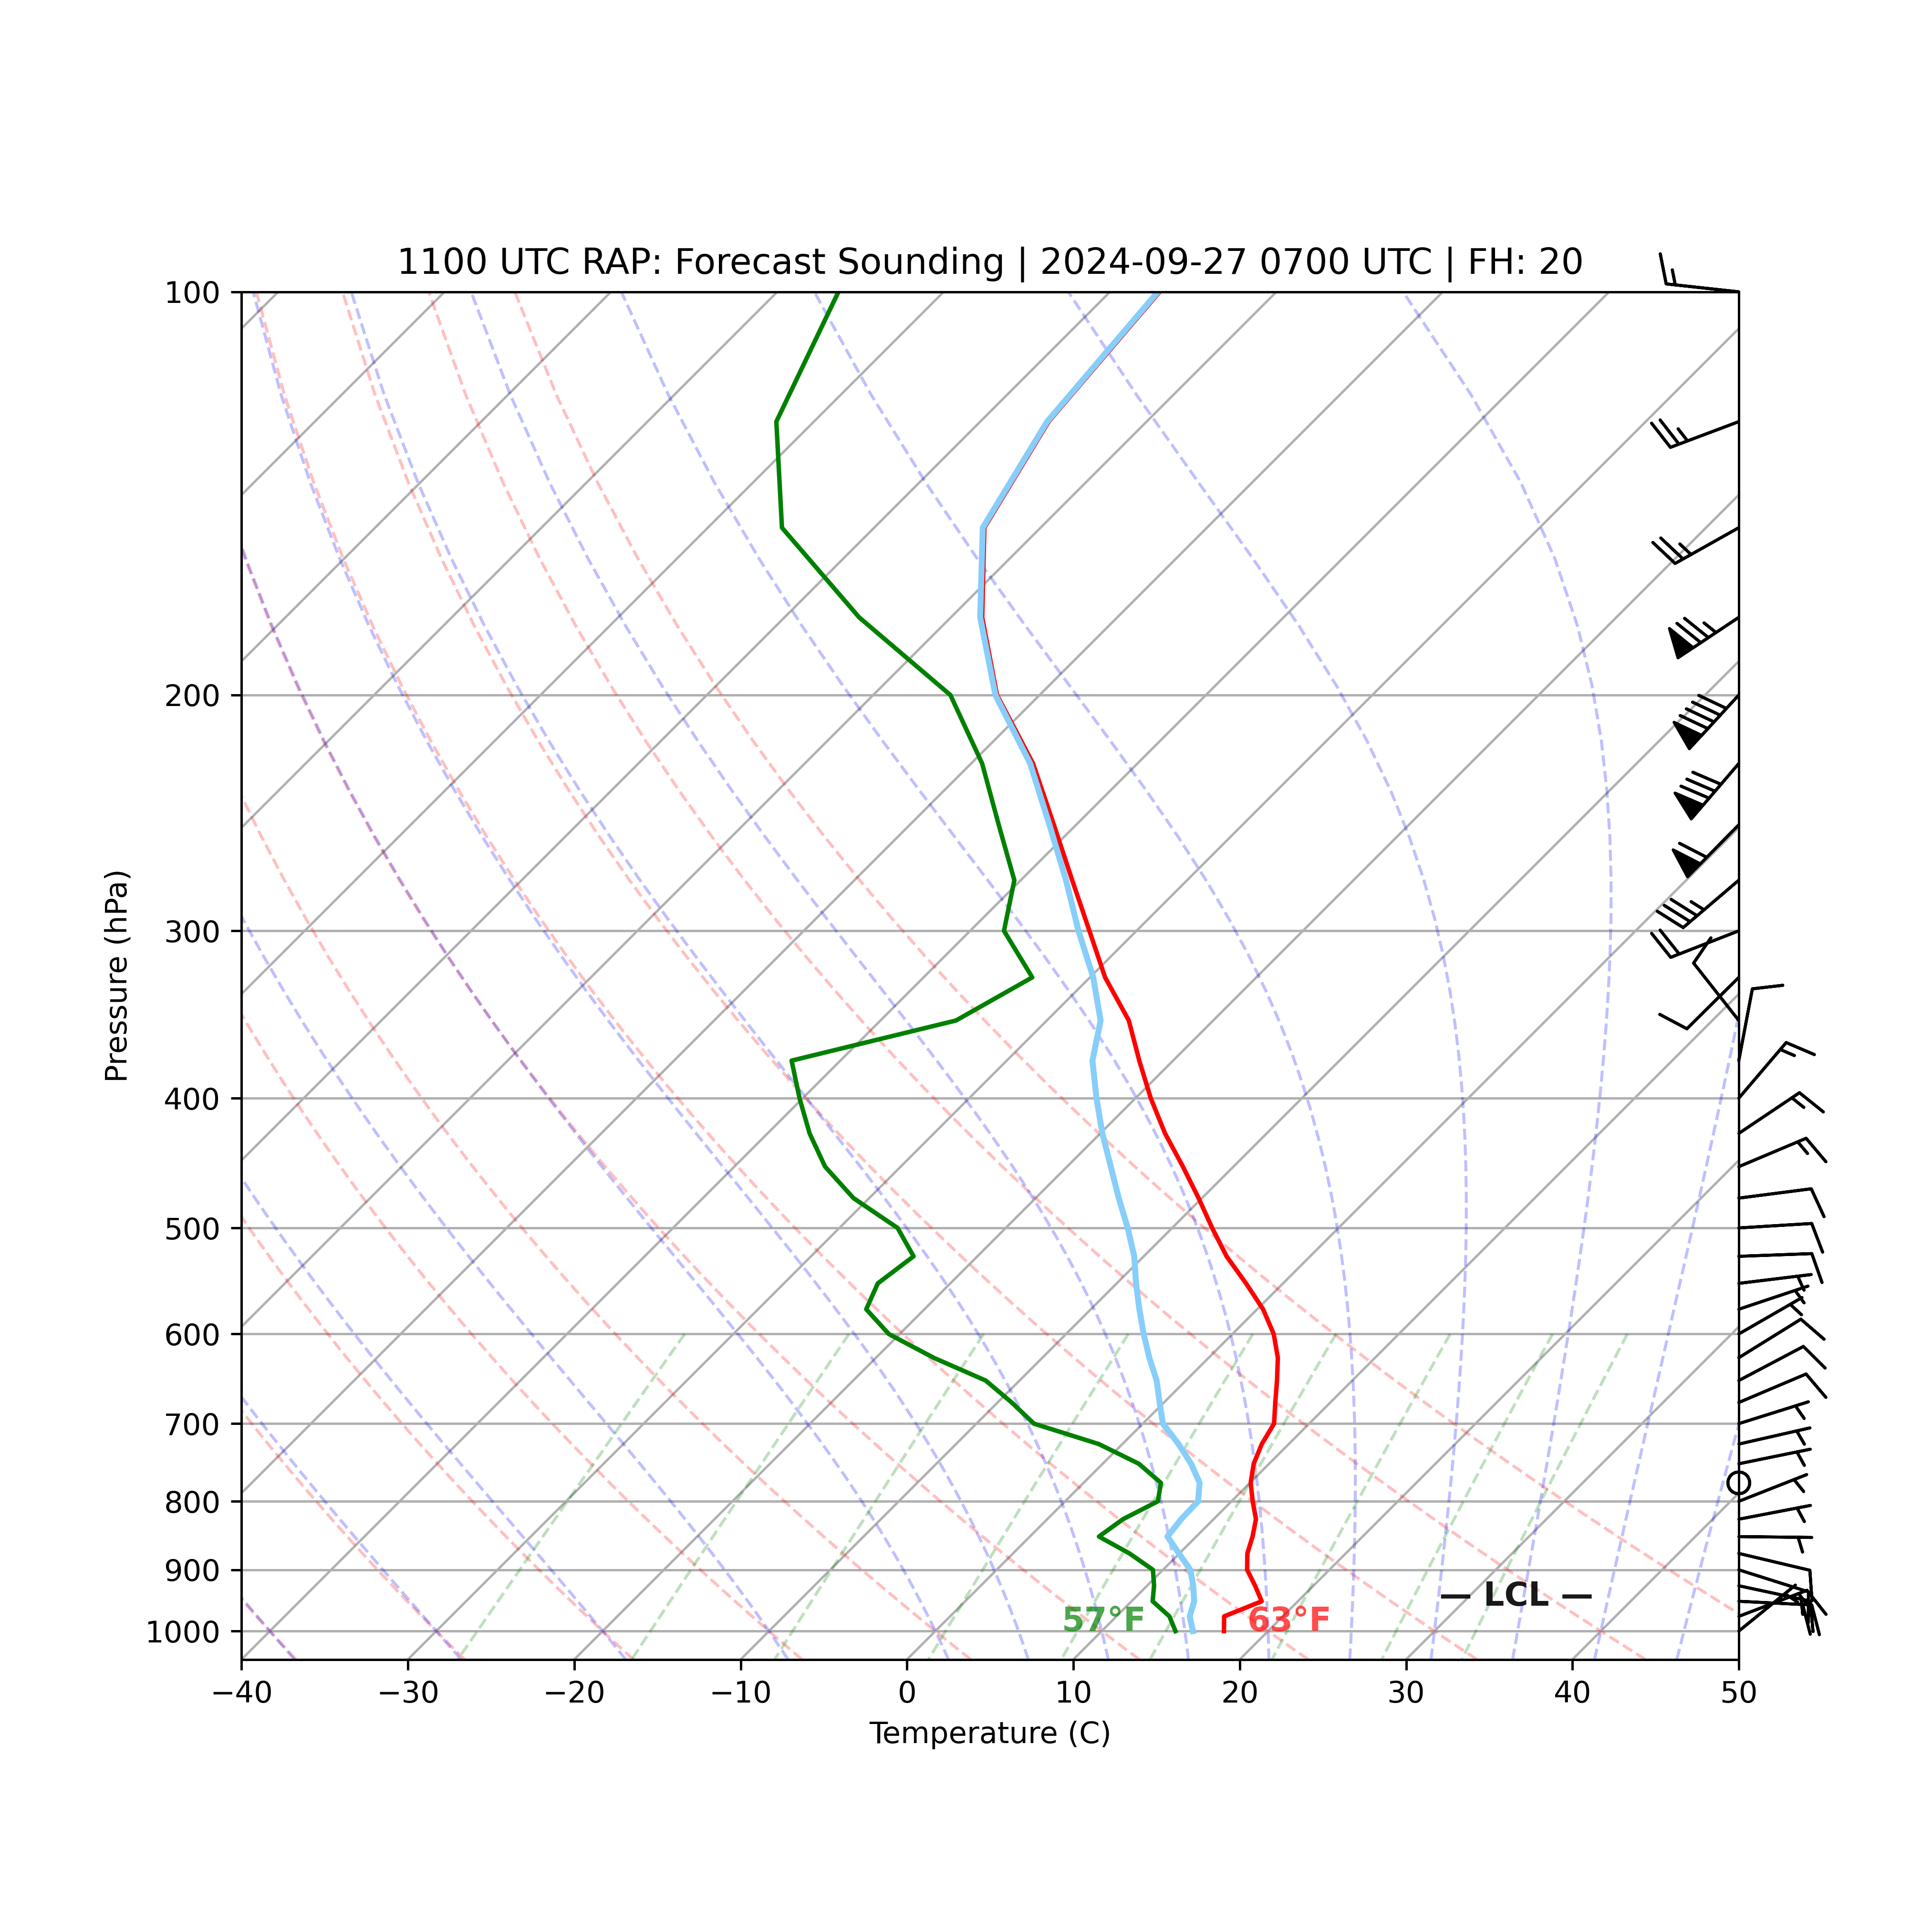 1100 UTC RAP: Forecast Sounding | 2024-09-27 0700 UTC | FH: 20
100
200
300
400
500
600
700
800
900
1000
Pressure (hPa)
— LCL —
57°F
63°F
−40 −30 −20 −10 0 10 20 30 40 50
Temperature (C)